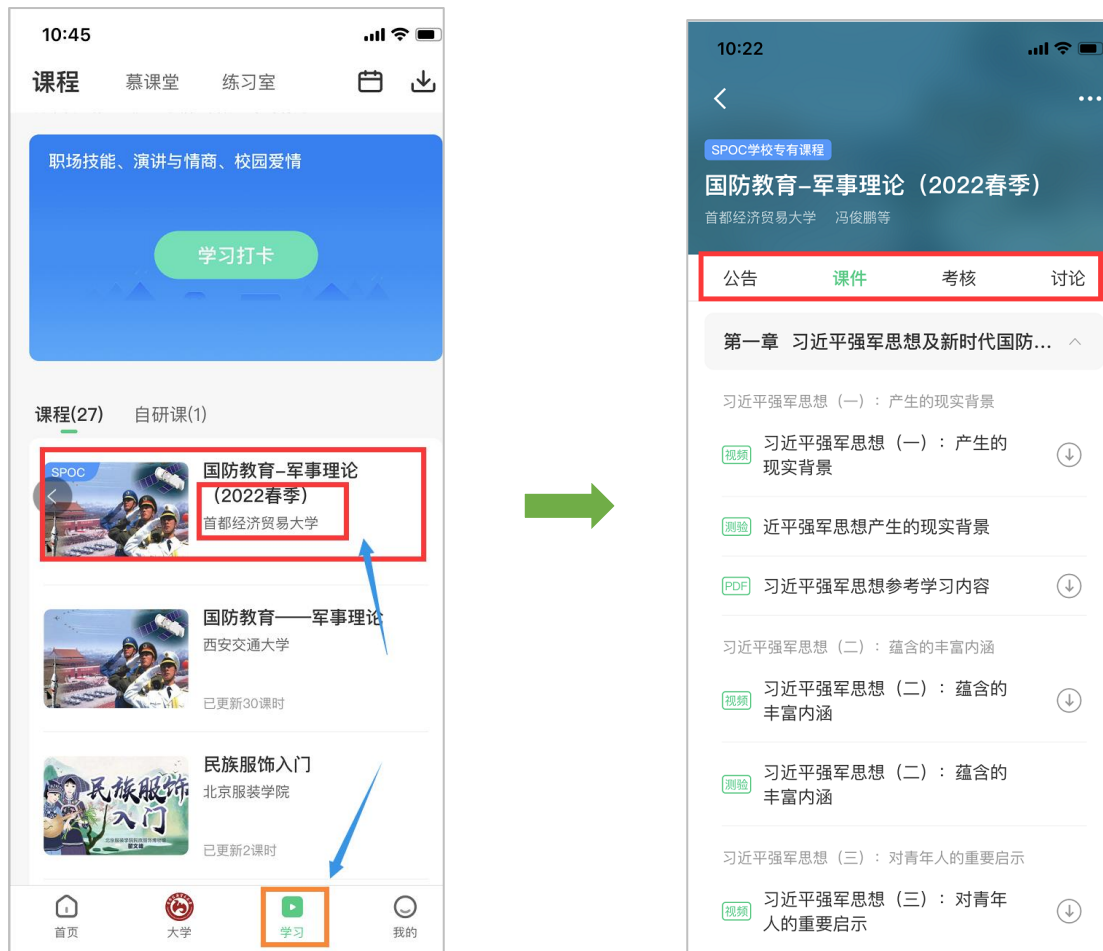 10:45
课程 慕课堂 练习室
职场技能、演讲与情商、校园爱情
学习打卡
课程(27) 自研课(1)
SPOC
国防教育–军事理论
（2022春季）
首都经济贸易大学
国防教育——军事理论
西安交通大学
已更新30课时
民族服饰
入门
民族服饰入门
北京服装学院
已更新2课时
首页 大学 学习 我的
10:22
SPOC学校专有课程
国防教育–军事理论（2022春季）
首都经济贸易大学 冯俊鹏等
公告 课件 考核 讨论
第一章 习近平强军思想及新时代国防...
习近平强军思想（一）：产生的现实背景
视频 习近平强军思想（一）：产生的
现实背景
测验 近平强军思想产生的现实背景
PDF 习近平强军思想参考学习内容
习近平强军思想（二）：蕴含的丰富内涵
视频 习近平强军思想（二）：蕴含的
丰富内涵
测验 习近平强军思想（二）：蕴含的
丰富内涵
习近平强军思想（三）：对青年人的重要启示
视频 习近平强军思想（三）：对青年
人的重要启示